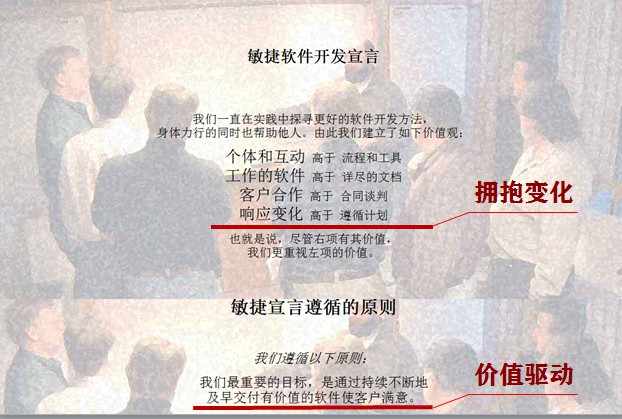 敏捷软件开发宣言
我们一直在实践中探寻更好的软件开发方法，
身体力行的同时也帮助他人。由此我们建立了如下价值观：
个体和互动 高于 流程和工具
工作的软件 高于 详尽的文档
客户合作 高于 合同谈判
响应变化 高于 遵循计划
拥抱变化
也就是说，尽管右项有其价值，
我们更重视左项的价值。
敏捷宣言遵循的原则
我们遵循以下原则：
我们最重要的目标，是通过持续不断地
及早交付有价值的软件使客户满意。
价值驱动